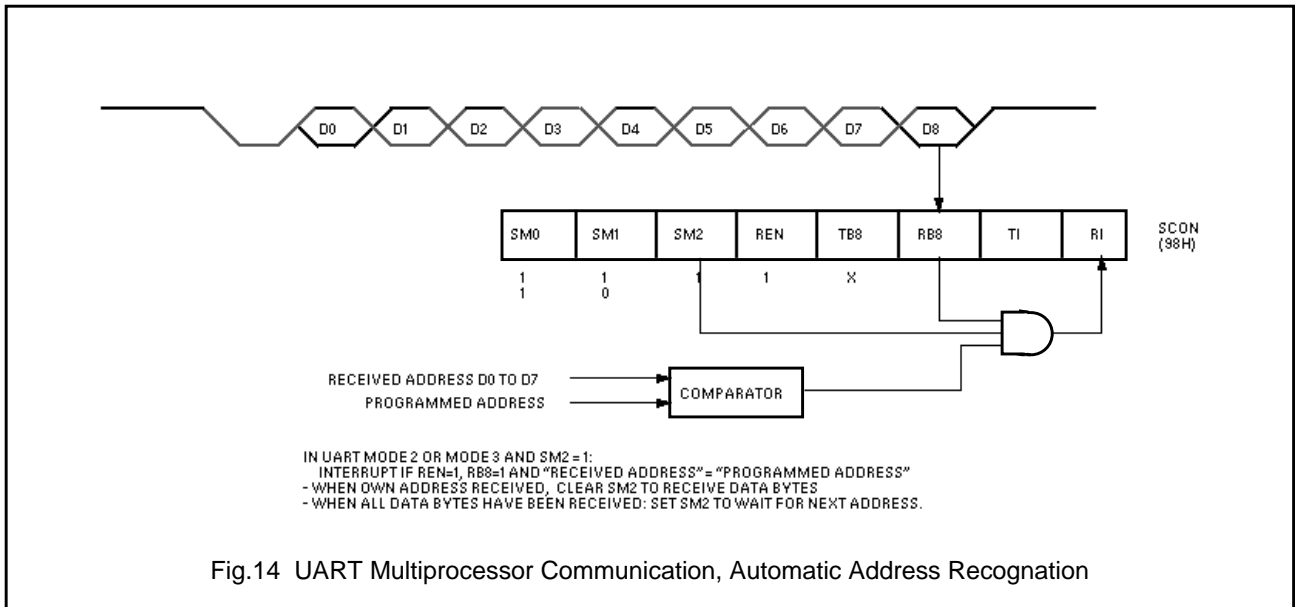 D0 D1 D2 D3 D4 D5 D6 D7 D8
SM0 SM1 SM2 REN TB8 RB8 TI RI
SCON
(98H)
1 1 1 1 X
1 0
RECEIVED ADDRESS D0 TO D7
PROGRAMMED ADDRESS
COMPARATOR
IN UART MODE 2 OR MODE 3 AND SM2 = 1:
INTERRUPT IF REN=1, RB8=1 AND “RECEIVED ADDRESS”= “PROGRAMMED ADDRESS”
- WHEN OWN ADDRESS RECEIVED, CLEAR SM2 TO RECEIVE DATA BYTES
- WHEN ALL DATA BYTES HAVE BEEN RECEIVED: SET SM2 TO WAIT FOR NEXT ADDRESS.
Fig.14 UART Multiprocessor Communication, Automatic Address Recognation